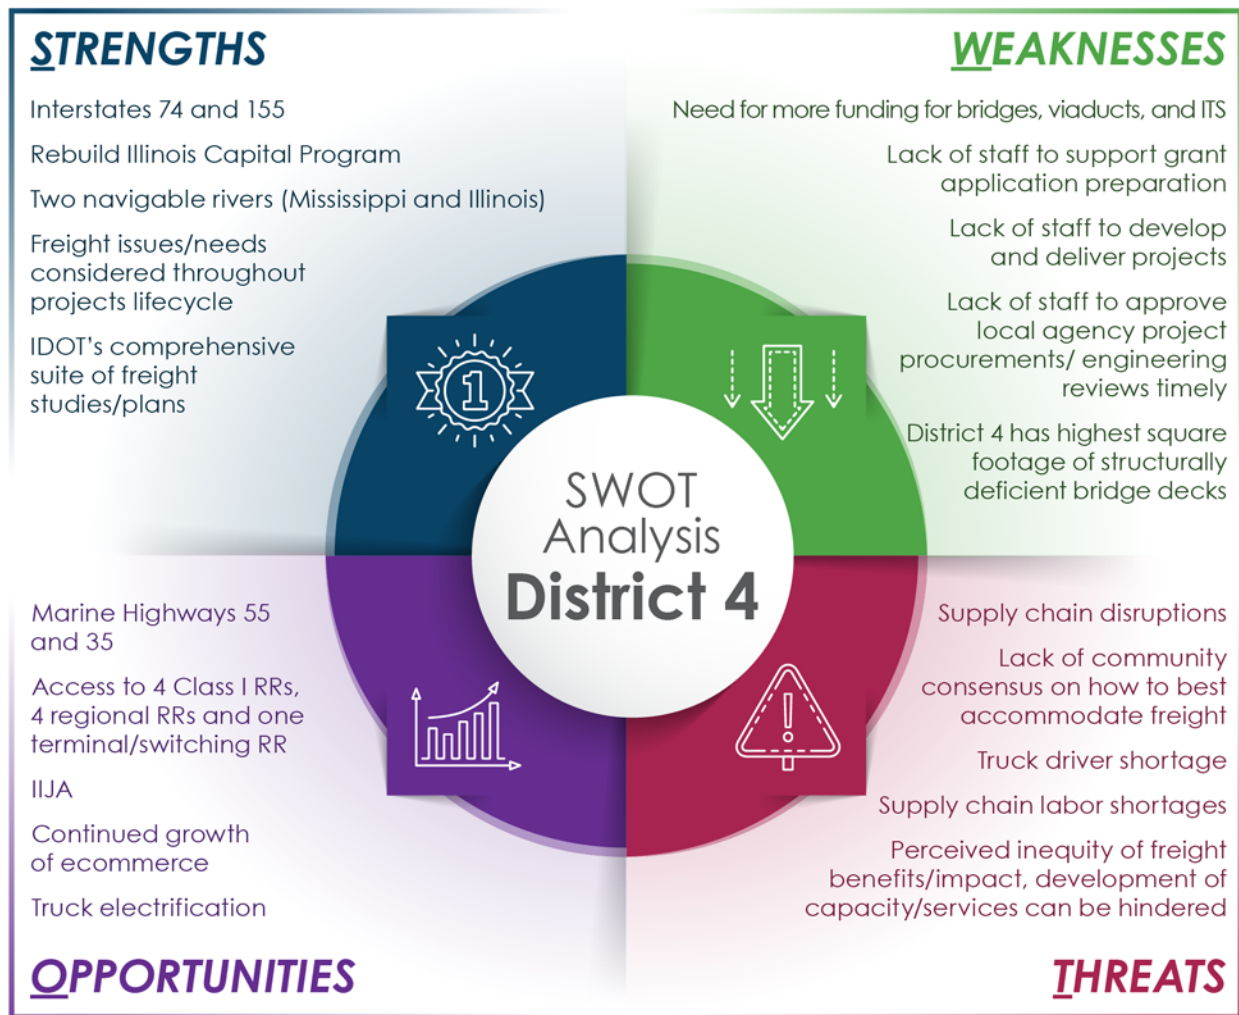 STRENGTHS
Interstates 74 and 155
Rebuild Illinois Capital Program
Two navigable rivers (Mississippi and Illinois)
Freight issues/needs
considered throughout
projects lifecycle
IDOT's comprehensive
suite of freight
studies/plans
WEAKNESSES
Need for more funding for bridges, viaducts, and ITS
Lack of staff to support grant
application preparation
Lack of staff to develop
and deliver projects
Lack of staff to approve
local agency project
procurements/ engineering
reviews timely
District 4 has highest square
footage of structurally
deficient bridge decks
1
SWOT
Analysis
District 4
Marine Highways 55
and 35
Access to 4 Class I RRs,
4 regional RRs and one
terminal/switching RR
IIJA
Continued growth
of ecommerce
Truck electrification
OPPORTUNITIES
Supply chain disruptions
Lack of community
consensus on how to best
accommodate freight
Truck driver shortage
Supply chain labor shortages
Perceived inequity of freight
benefits/impact, development of
capacity/services can be hindered
THREATS